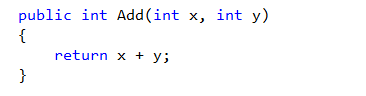 public int Add(int x, int y)
{
    return x + y;
}